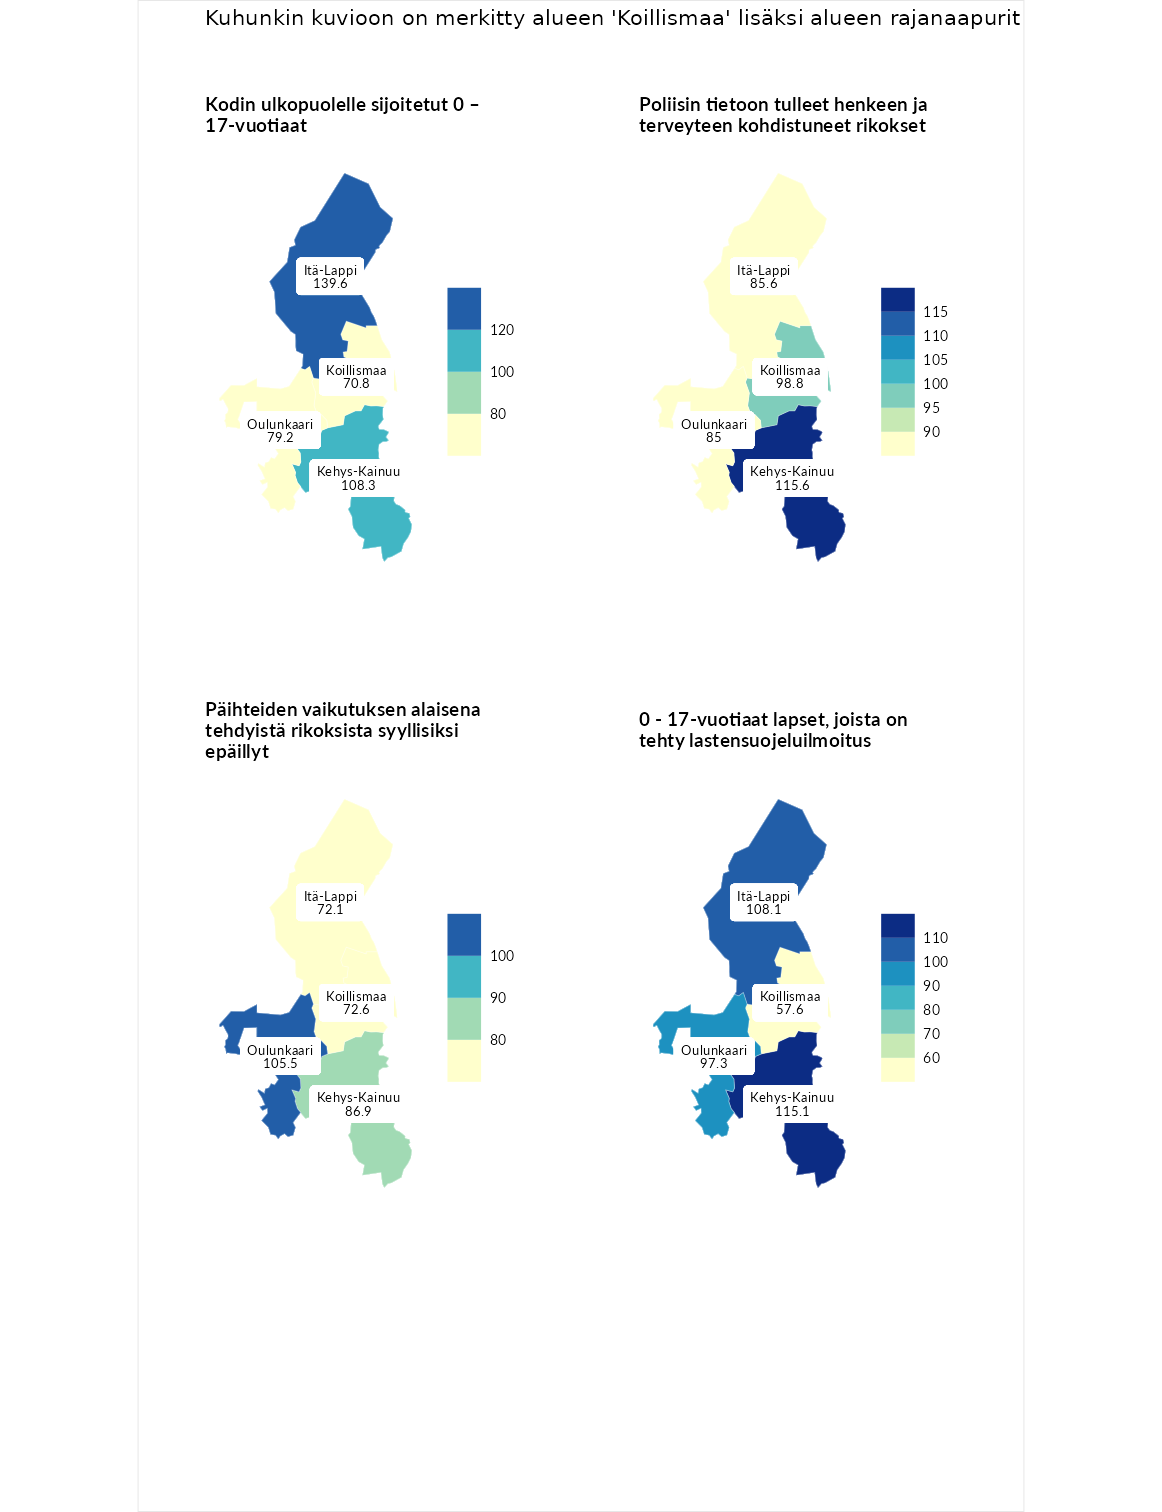 Kuhunkin kuvioon on merkitty alueen 'Koillismaa' lisäksi alueen rajanaapurit
Kodin ulkopuolelle sijoitetut 0 –
17-vuotiaat
Itä-Lappi
139.6
Koillismaa
70.8
Oulunkaari
79.2
Kehys-Kainuu
108.3
120
100
80
Poliisin tietoon tulleet henkeen ja
terveyteen kohdistuneet rikokset
Itä-Lappi
85.6
Koillismaa
98.8
Oulunkaari
85
Kehys-Kainuu
115.6
115
110
105
100
95
90
Päihteiden vaikutuksen alaisena
tehdyistä rikoksista syyllisiksi
epäillyt
Itä-Lappi
72.1
Koillismaa
72.6
Oulunkaari
105.5
Kehys-Kainuu
86.9
100
90
80
0 - 17-vuotiaat lapset, joista on
tehty lastensuojeluilmoitus
Itä-Lappi
108.1
Koillismaa
57.6
Oulunkaari
97.3
Kehys-Kainuu
115.1
110
100
90
80
70
60